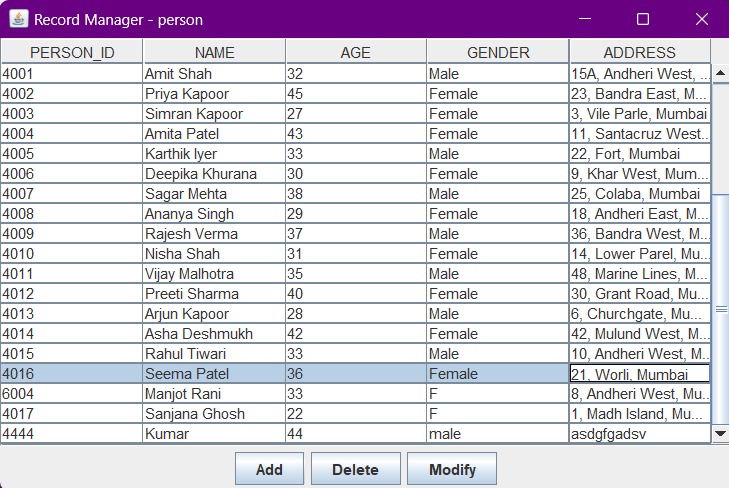 Record Manager - person
PERSON_ID NAME AGE GENDER ADDRESS
4001 Amit Shah 32 Male 15A, Andheri West, ...
4002 Priya Kapoor 45 Female 23, Bandra East, M...
4003 Simran Kapoor 27 Female 3, Vile Parle, Mumbai
4004 Amita Patel 43 Female 11, Santacruz West...
4005 Karthik Iyer 33 Male 22, Fort, Mumbai
4006 Deepika Khurana 30 Female 9, Khar West, Mum...
4007 Sagar Mehta 38 Male 25, Colaba, Mumbai
4008 Ananya Singh 29 Female 18, Andheri East, M...
4009 Rajesh Verma 37 Male 36, Bandra West, M...
4010 Nisha Shah 31 Female 14, Lower Parel, Mu...
4011 Vijay Malhotra 35 Male 48, Marine Lines, M...
4012 Preeti Sharma 40 Female 30, Grant Road, Mu...
4013 Arjun Kapoor 28 Male 6, Churchgate, Mu...
4014 Asha Deshmukh 42 Female 42, Mulund West, M...
4015 Rahul Tiwari 33 Male 10, Andheri West, M...
4016 Seema Patel 36 Female 21, Worli, Mumbai
6004 Manjot Rani 33 F 8, Andheri West, Mu...
4017 Sanjana Ghosh 22 F 1, Madh Island, Mu...
4444 Kumar 44 male asdgfgadsv
Add Delete Modify